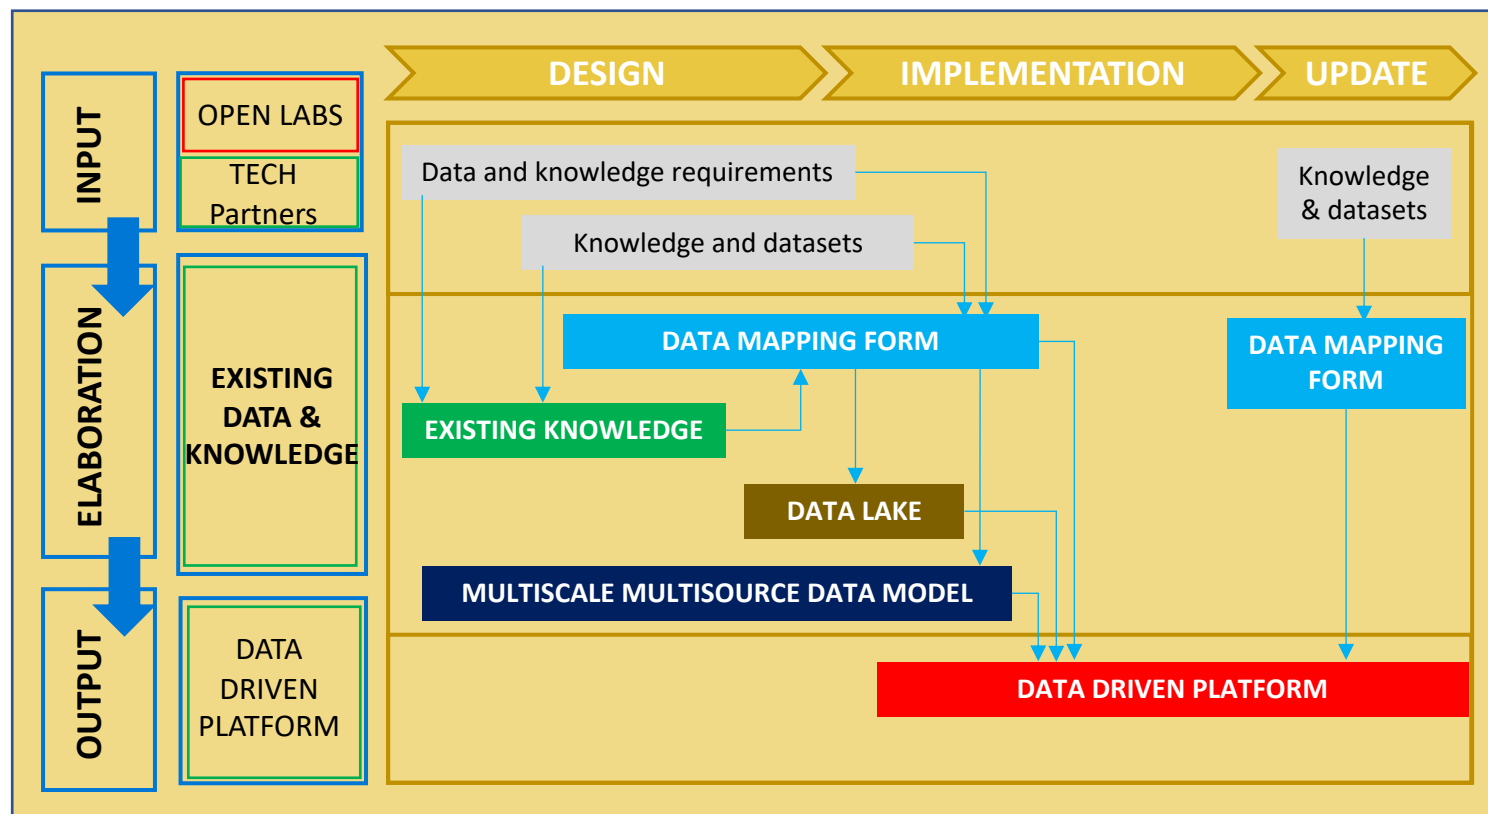 DESIGN
IMPLEMENTATION
UPDATE
INPUT
OPEN LABS
TECH
Partners
Data and knowledge requirements
Knowledge and datasets
Knowledge
& datasets
ELABORATION
EXISTING
DATA &
KNOWLEDGE
DATA MAPPING FORM
DATA MAPPING
FORM
EXISTING KNOWLEDGE
DATA LAKE
MULTISCALE MULTISOURCE DATA MODEL
OUTPUT
DATA
DRIVEN
PLATFORM
DATA DRIVEN PLATFORM